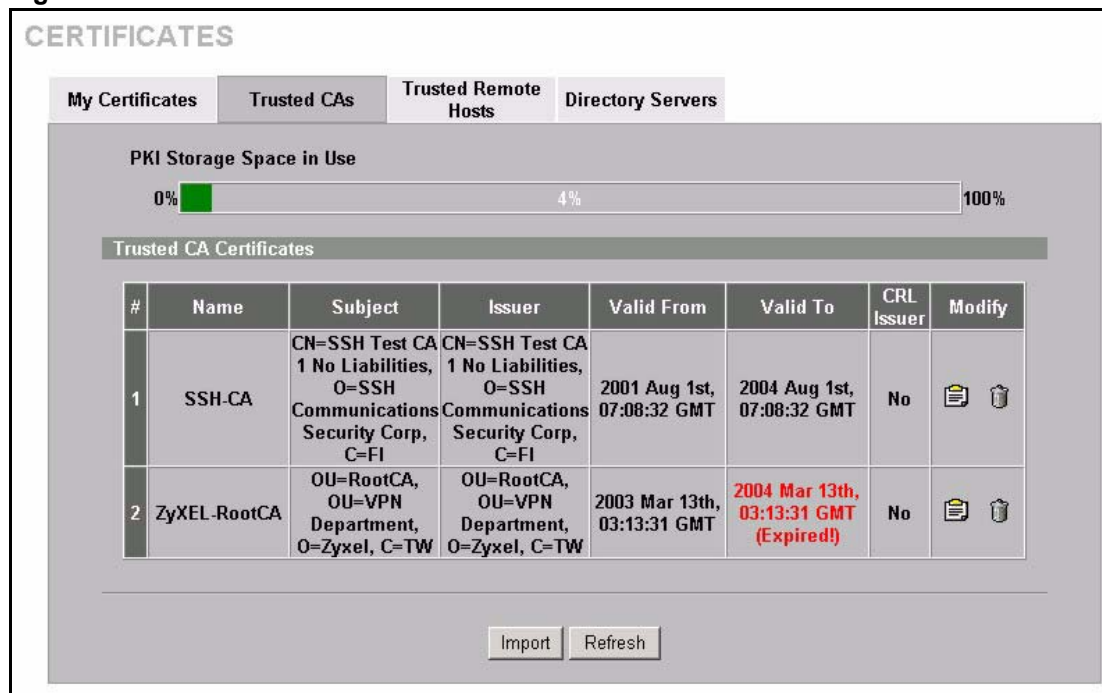 CERTIFICATES
My Certificates
Trusted CAs
Trusted Remote
Hosts
Directory Servers
PKI Storage Space in Use
0%
4%
100%
Trusted CA Certificates
#
Name
Subject
Issuer
Valid From
Valid To
CRL
Issuer
Modify
1
SSH-CA
CN=SSH Test CA
1 No Liabilities,
O=SSH
Communications
Security Corp,
C=FI
CN=SSH Test CA
1 No Liabilities,
O=SSH
Communications
Security Corp,
C=FI
2001 Aug 1st,
07:08:32 GMT
2004 Aug 1st,
07:08:32 GMT
No
2
ZyXEL-RootCA
OU=RootCA,
OU=VPN
Department,
O=Zyxel, C=TW
OU=RootCA,
OU=VPN
Department,
O=Zyxel, C=TW
2003 Mar 13th,
03:13:31 GMT
2004 Mar 13th,
03:13:31 GMT
(Expired!)
No
Import
Refresh